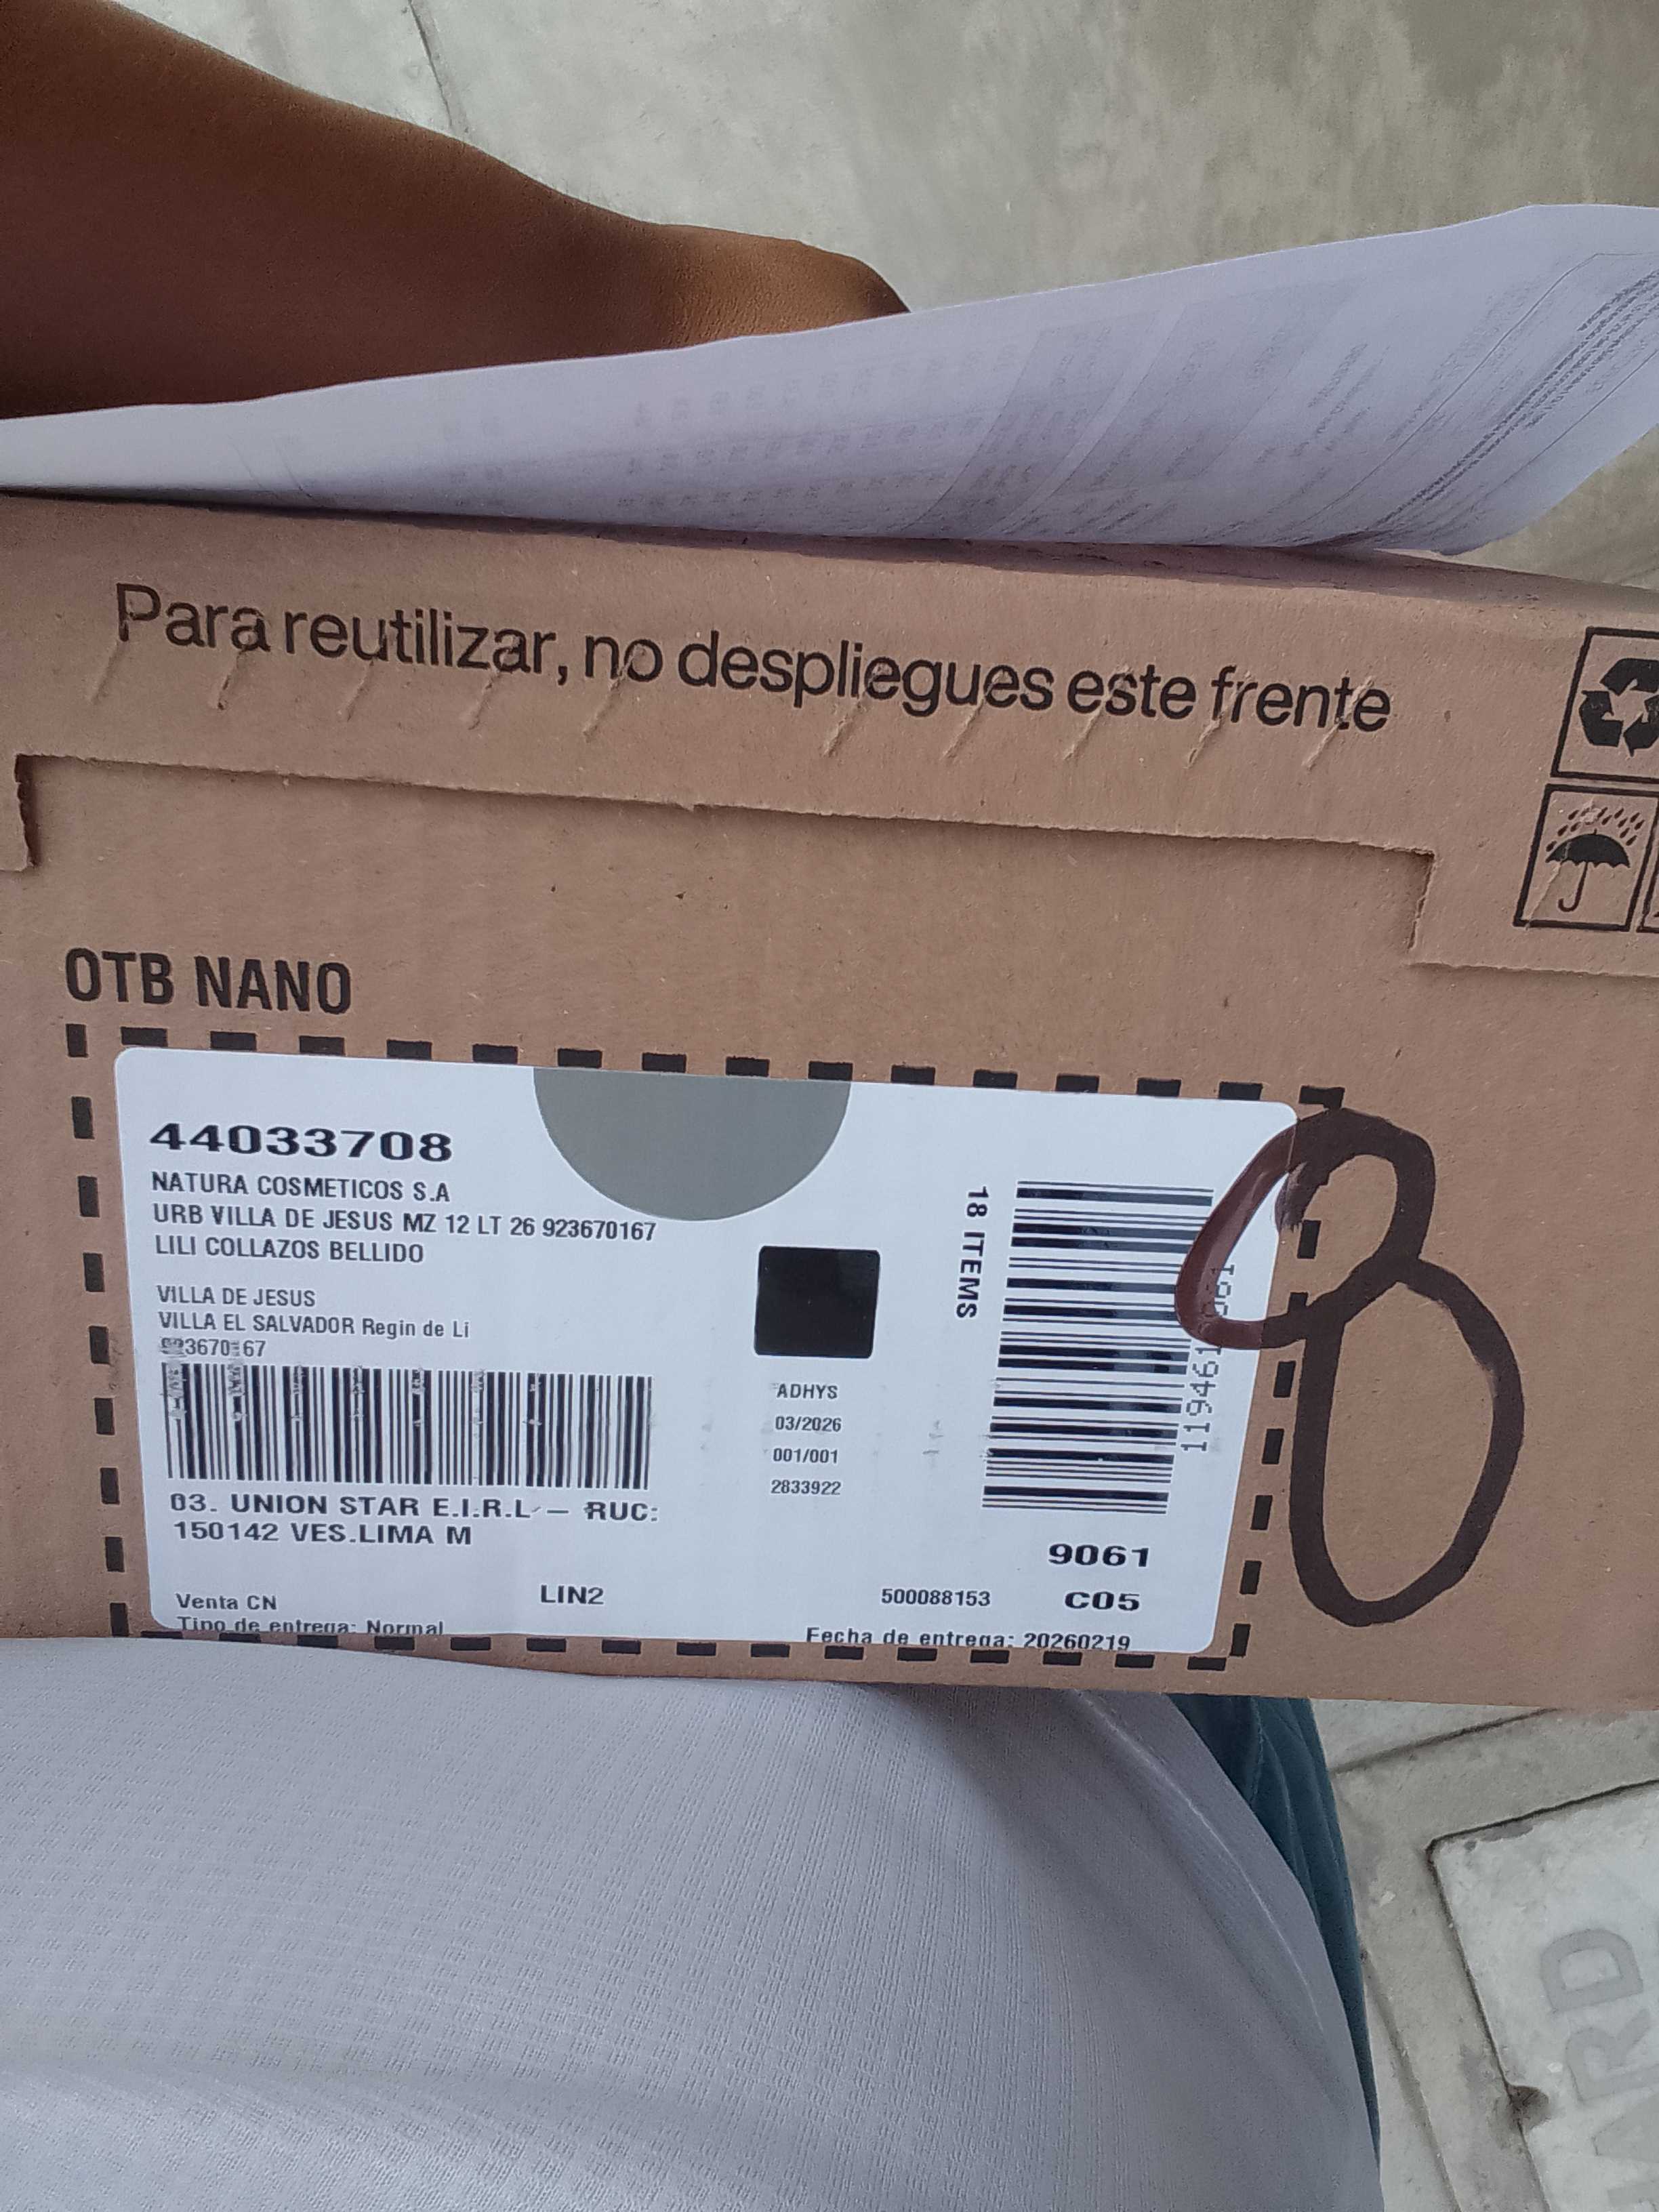 Para reutilizar, no despliegues este frente
OTB NANO
44033708
NATURA COSMETICOS S.A
URB VILLA DE JESUS MZ 12 LT 26 923670167
LILI COLLAZOS BELLIDO
VILLA DE JESUS
VILLA EL SALVADOR Regin de Li
923670167
03. UNION STAR E.I.R.L – RUC:
150142 VES.LIMA M
ADHYS
03/2026
001/001
2833922
18 ITEMS
9061
Venta CN
LIN2
500088153
C05
Tipo de entrega: Normal
Fecha de entrega: 20260219
8